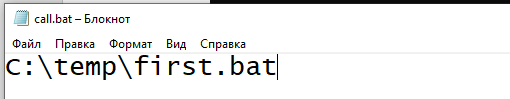 call.bat – Блокнот
Файл Правка Формат Вид Справка
C:\temp\first.bat